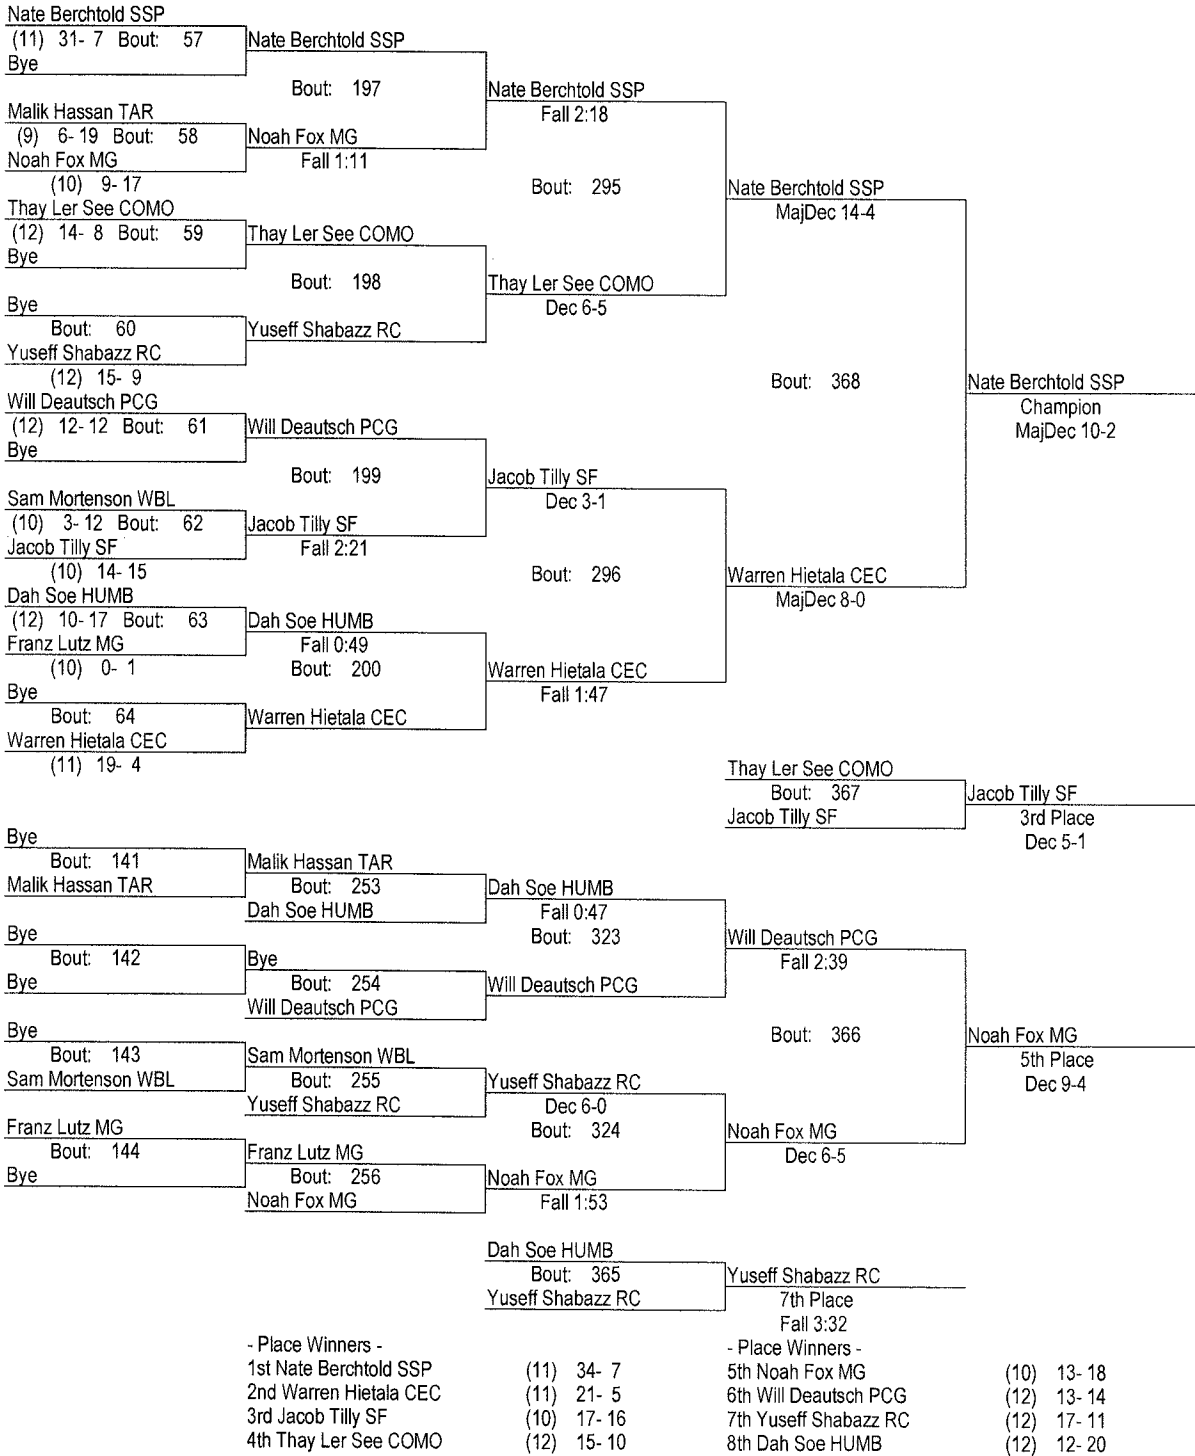 Nate Berchtold SSP
(11) 31- 7 Bout: 57
Bye
Nate Berchtold SSP
Bout: 197
Malik Hassan TAR
(9) 6- 19 Bout: 58
Noah Fox MG
(10) 9- 17
Noah Fox MG
Fall 1:11
Nate Berchtold SSP
Fall 2:18
Bout: 295
Thay Ler See COMO
(12) 14- 8 Bout: 59
Bye
Thay Ler See COMO
Bout: 198
Bye
Bout: 60
Yuseff Shabazz RC
(12) 15- 9
Yuseff Shabazz RC
Thay Ler See COMO
Dec 6-5
Nate Berchtold SSP
MajDec 14-4
Bout: 368
Will Deautsch PCG
(12) 12- 12 Bout: 61
Bye
Will Deautsch PCG
Bout: 199
Sam Mortenson WBL
(10) 3- 12 Bout: 62
Jacob Tilly SF
(10) 14- 15
Jacob Tilly SF
Fall 2:21
Jacob Tilly SF
Dec 3-1
Bout: 296
Dah Soe HUMB
(12) 10- 17 Bout: 63
Franz Lutz MG
(10) 0- 1
Dah Soe HUMB
Fall 0:49
Bout: 200
Bye
Bout: 64
Warren Hietala CEC
(11) 19- 4
Warren Hietala CEC
Warren Hietala CEC
Fall 1:47
Warren Hietala CEC
MajDec 8-0
Nate Berchtold SSP
Champion
MajDec 10-2
Thay Ler See COMO
Bout: 367
Jacob Tilly SF
Jacob Tilly SF
3rd Place
Dec 5-1
Bye
Bout: 141
Malik Hassan TAR
Malik Hassan TAR
Bout: 253
Dah Soe HUMB
Dah Soe HUMB
Fall 0:47
Bout: 323
Bye
Bout: 142
Bye
Bye
Bout: 254
Will Deautsch PCG
Will Deautsch PCG
Will Deautsch PCG
Fall 2:39
Bout: 366
Bye
Bout: 143
Sam Mortenson WBL
Sam Mortenson WBL
Bout: 255
Yuseff Shabazz RC
Yuseff Shabazz RC
Dec 6-0
Bout: 324
Franz Lutz MG
Bout: 144
Bye
Franz Lutz MG
Bout: 256
Noah Fox MG
Noah Fox MG
Fall 1:53
Noah Fox MG
Dec 6-5
Noah Fox MG
5th Place
Dec 9-4
Dah Soe HUMB
Bout: 365
Yuseff Shabazz RC
Yuseff Shabazz RC
7th Place
Fall 3:32
- Place Winners -
1st Nate Berchtold SSP (11) 34- 7
2nd Warren Hietala CEC (11) 21- 5
3rd Jacob Tilly SF (10) 17- 16
4th Thay Ler See COMO (12) 15- 10
- Place Winners -
5th Noah Fox MG (10) 13- 18
6th Will Deautsch PCG (12) 13- 14
7th Yuseff Shabazz RC (12) 17- 11
8th Dah Soe HUMB (12) 12- 20